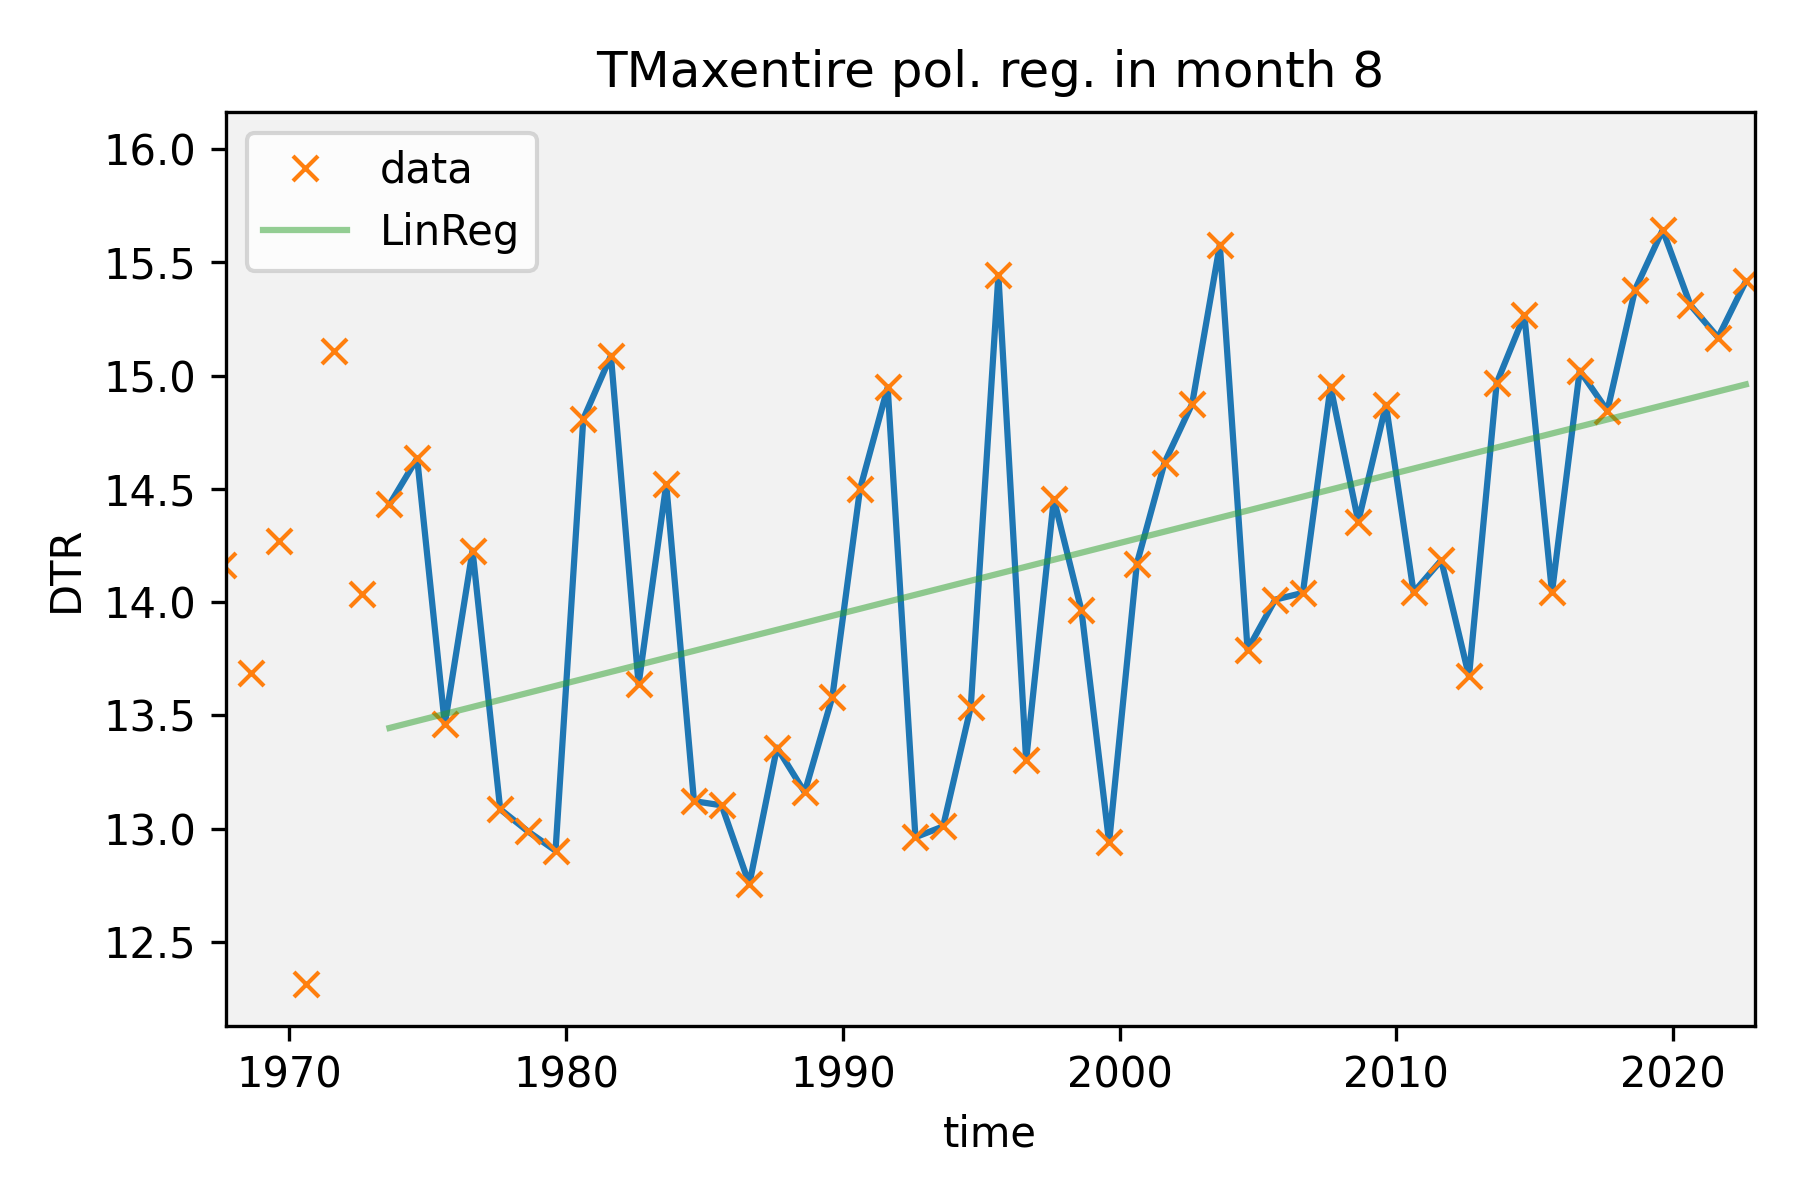 TMaxentire pol. reg. in month 8
data
LinReg
16.0
15.5
15.0
14.5
14.0
13.5
13.0
12.5
DTR
1970 1980 1990 2000 2010 2020
time